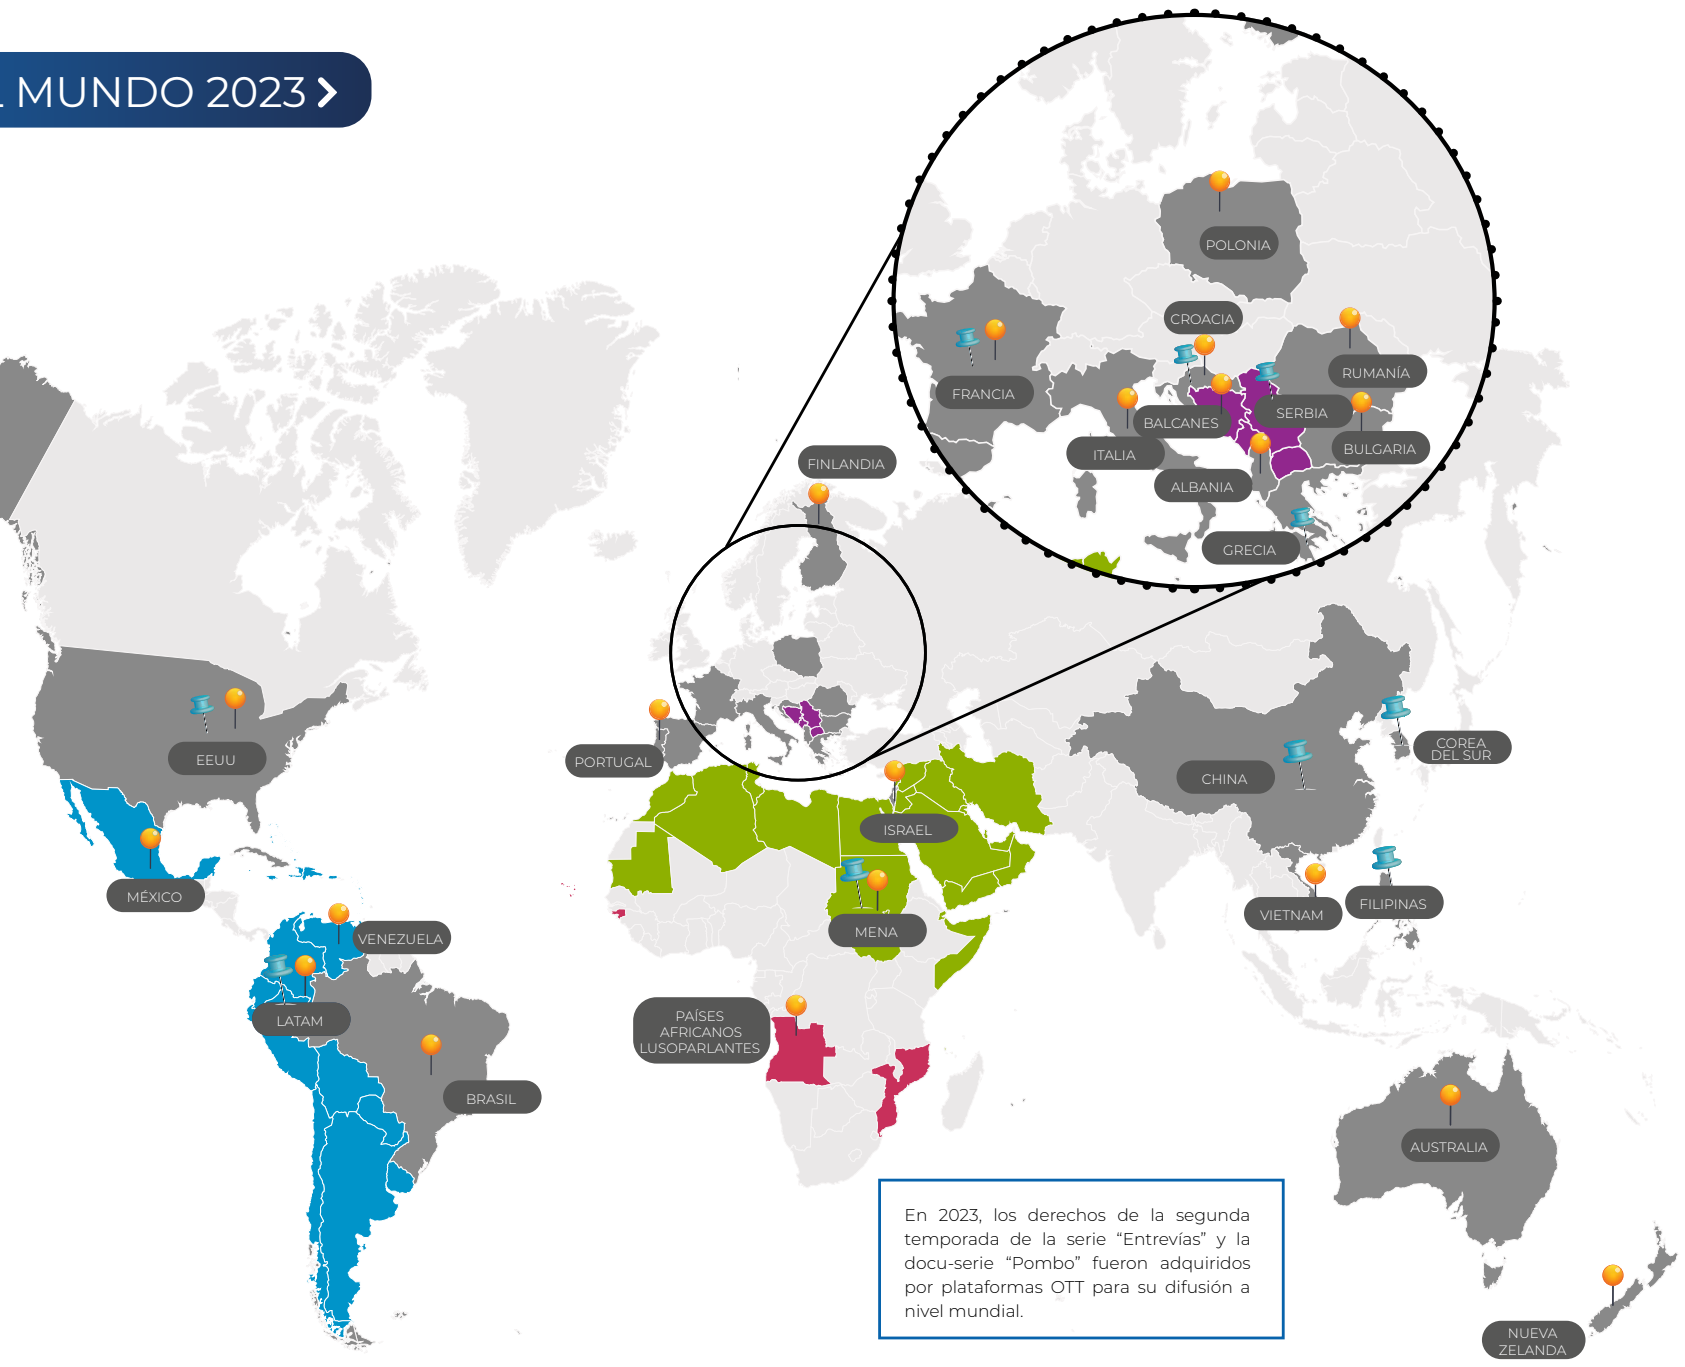 L MUNDO 2023
POLONIA
CROACIA
RUMANÍA
FRANCIA
SERBIA
BALCANES
BULGARIA
ITALIA
ALBANIA
GRECIA
FINLANDIA
EEUU
PORTUGAL
COREA
DEL SUR
CHINA
ISRAEL
MÉXICO
FILIPINAS
VIETNAM
MENA
VENEZUELA
LATAM
PAÍSES
AFRICANOS
LUSOPARLANTES
BRASIL
AUSTRALIA
En 2023, los derechos de la segunda
temporada de la serie “Entrevías” y la
docu-serie “Pombo” fueron adquiridos
por plataformas OTT para su difusión a
nivel mundial.
NUEVA
ZELANDA